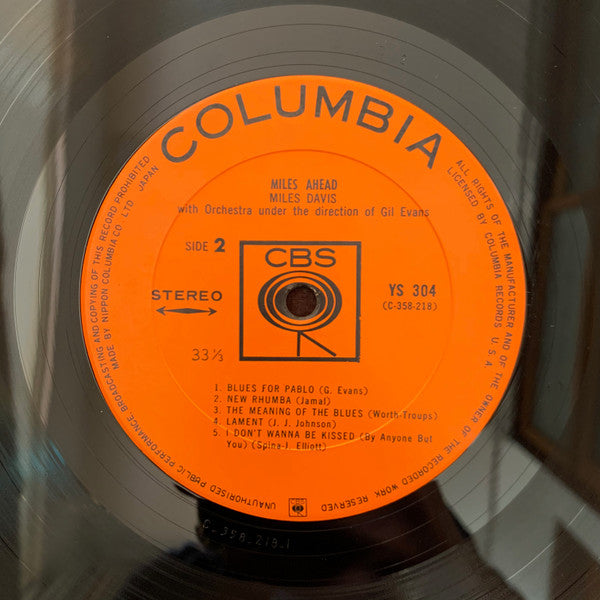 COLUMBIA
MILES AHEAD
MILES DAVIS
with Orchestra under the direction of Gil Evans
SIDE 2
CBS
STEREO
YS 304
(C-358-218)
33⅓
1. BLUES FOR PABLO (G. Evans)
2. NEW RHUMBA (Jamal)
3. THE MEANING OF THE BLUES (Worth-Troups)
4. LAMENT (J. J. Johnson)
5. I DON'T WANNA BE KISSED (By Anyone But
You) (Spina-J. Elliott)
ALL RIGHTS OF THE MANUFACTURER AND OF THE OWNER OF THE RECORDED WORK RESERVED
UNAUTHORISED PUBLIC PERFORMANCE, BROADCASTING AND COPYING OF THIS RECORD PROHIBITED
LICENSED BY COLUMBIA RECORDS U.S.A.
MADE BY NIPPON COLUMBIA CO. LTD. JAPAN
CBS
C-358-218-1